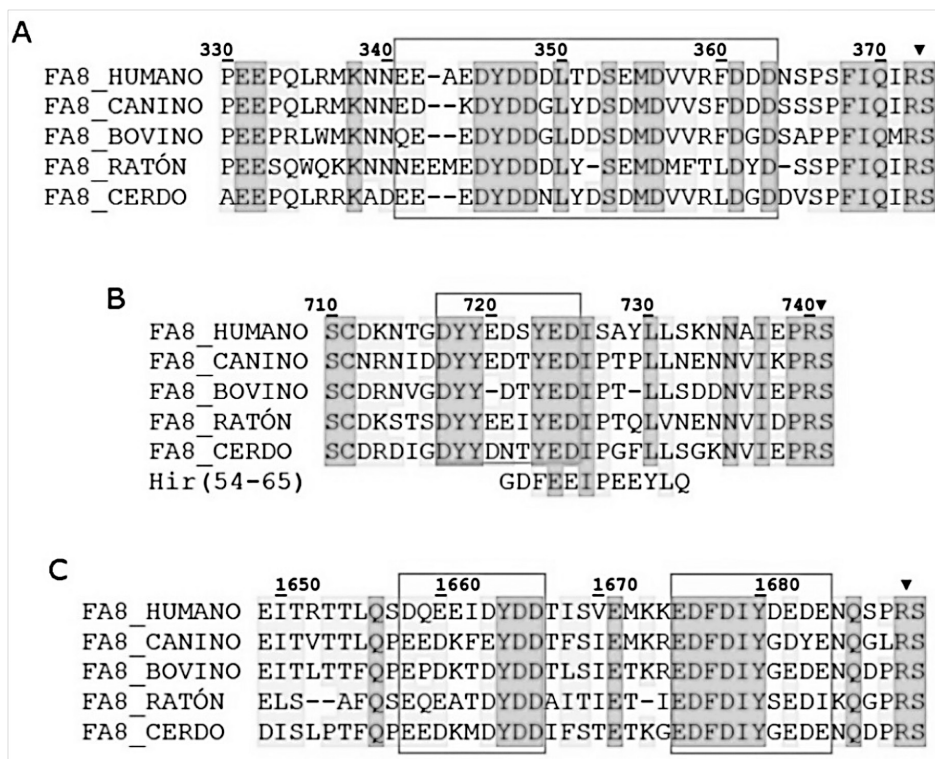 A
330 340 350 360 370 ▼
FA8_HUMANO PEEPQLRMKNNEE-AEDYDDDLTDSEMDVVRFDDDNSPSFIQIRS
FA8_CANINO PEEPQLRMKNNED--KDYDDGLYDSDMDVVSFDDDSSSPFIQIRS
FA8_BOVINO PEEPRLWMKNNQE--EDYDDGLDDSDMDVVRFDGDSAPPFIQMRS
FA8_RATÓN PEESQWQKKNNNEEMEDYDDDLY-SEMDMFTLDYD-SSPFIQIRS
FA8_CERDO AEEPQLRRKADEE--EDYDDNLYDSDMDVVRLDGDDVSPFIQIRS
B
710 720 730 740▼
FA8_HUMANO SCDKNTGDYYEDSYEDISAYLLSKNNAIEPRS
FA8_CANINO SCNRNIDDYYEDTYEDIPTPLLNENNVIKPRS
FA8_BOVINO SCDRNVGDYY-DTYEDIPT-LLSDDNVIEPRS
FA8_RATÓN SCDKSTSDYYEEIYEDIPTQLVNENNVIDPRS
FA8_CERDO SCDRDIGDYYDNTYEDIPGFLLSGKNVIEPRS
Hir(54-65) GDFEEIPEEYLQ
C
1650 1660 1670 1680 ▼
FA8_HUMANO EITRTTLQSDQEEIDYDDTISVEMKKEDFDIYDEDENQSPRS
FA8_CANINO EITVTTLQPEEDKFEYDDTFSIEMKREDFDIYGDYENQGLRS
FA8_BOVINO EITLTTFQPEPDKTDYDDTLSIETKREDFDIYGEDENQDPRS
FA8_RATÓN ELS--AFQSEQEATDYDDAITIET-IEDFDIYSEDIKQGPRS
FA8_CERDO DISLPTFQPEEDKMDYDDIFSTETKGEDFDIYGEDENQDPRS